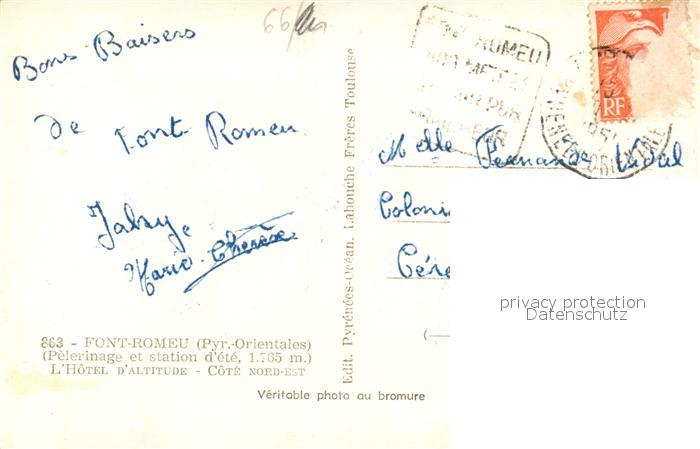 66/
Bons Baisers
de Font Romeu
Marie-Thérèse
863 - FONT-ROMEU (Pyr.-Orientales)
(Pèlerinage et station d'été, 1.765 m.)
L'HÔTEL D'ALTITUDE - CÔTÉ NORD-EST
Véritable photo au bromure
Edit. Pyrénées-Océan, Labouche Frères Toulouse
ROMEU
RF
Melle Fernande Vidal
privacy protection
Datenschutz